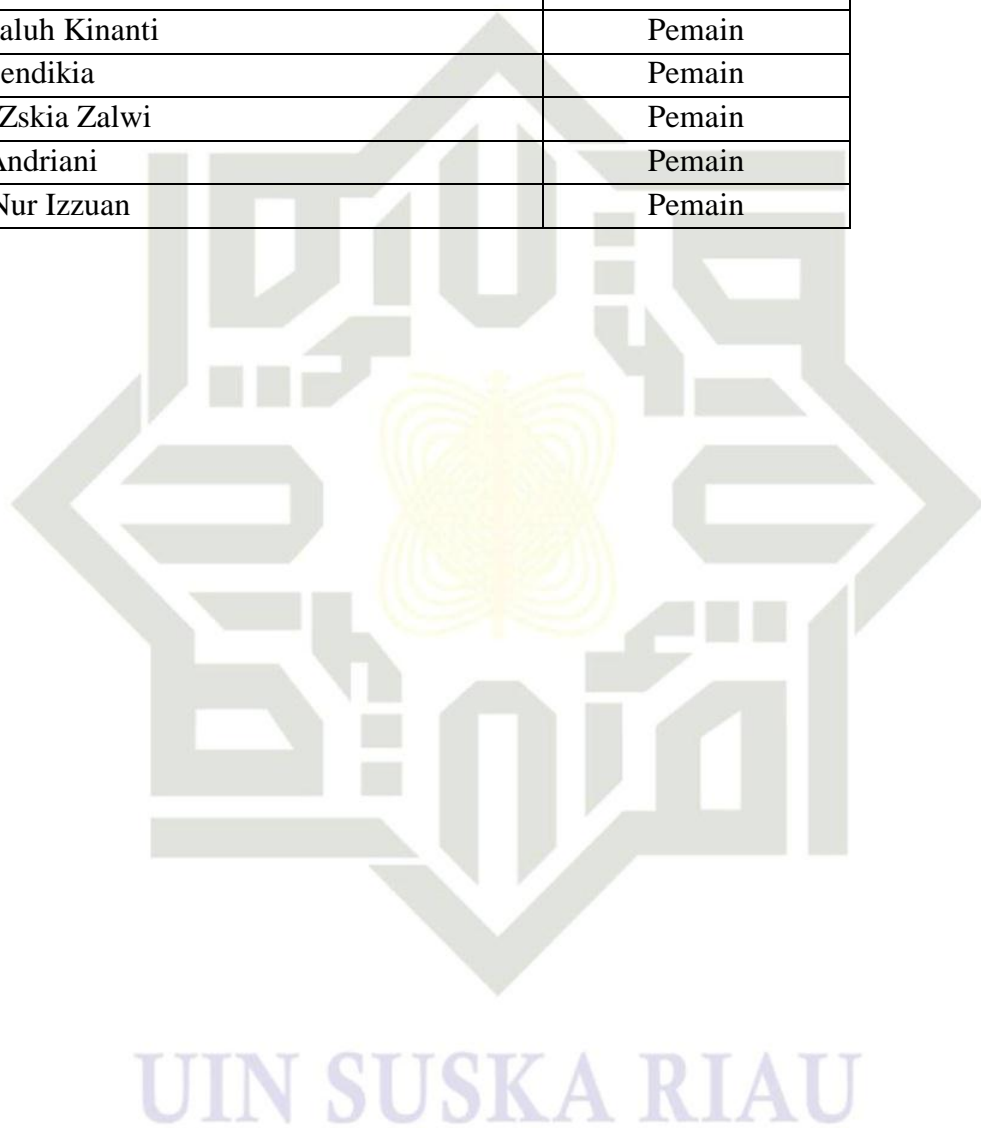 aluh Kinanti Pemain
endikia Pemain
Zskia Zalwi Pemain
Andriani Pemain
Nur Izzuan Pemain
UIN SUSKA RIAU